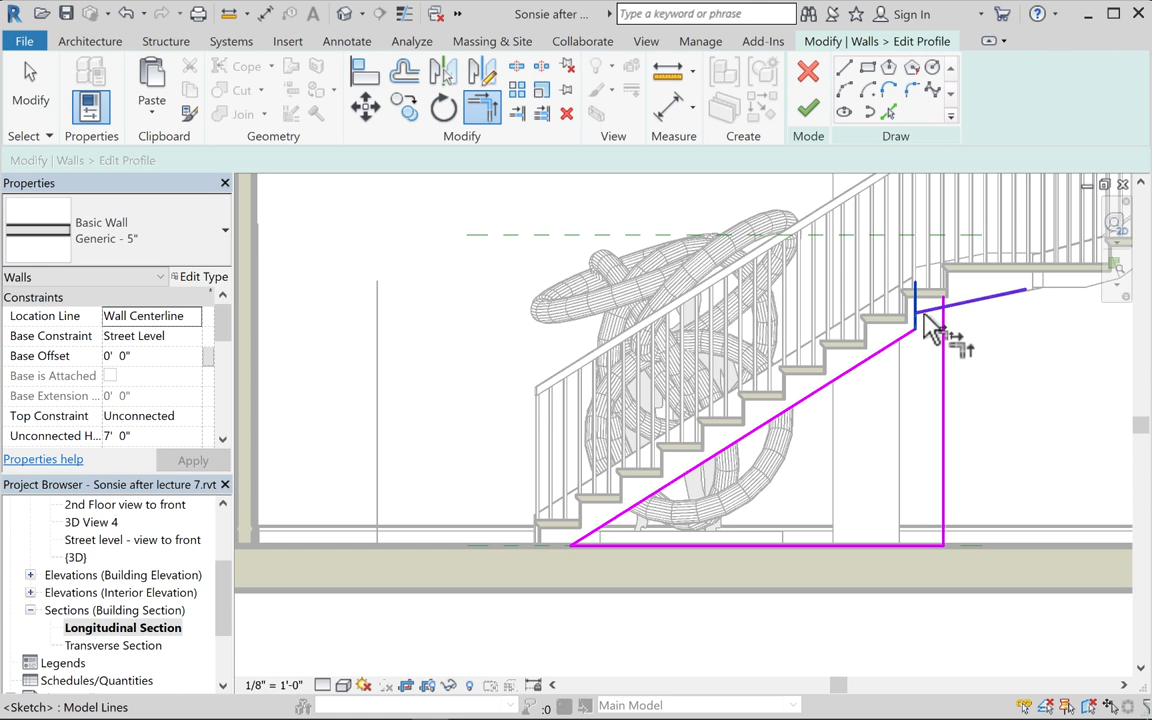 Sonsie after ...
Type a keyword or phrase
Sign In
File
Architecture
Structure
Systems
Insert
Annotate
Analyze
Massing & Site
Collaborate
View
Manage
Add-Ins
Modify | Walls > Edit Profile
Modify
Paste
Cope
Cut
Join
Select
Properties
Clipboard
Geometry
Modify
View
Measure
Create
Mode
Draw
Modify | Walls > Edit Profile
Properties
Basic Wall
Generic - 5"
Walls
Edit Type
Constraints
Location Line Wall Centerline
Base Constraint Street Level
Base Offset 0' 0"
Base is Attached
Base Extension ... 0' 0"
Top Constraint Unconnected
Unconnected H... 7' 0"
Properties help
Apply
Project Browser - Sonsie after lecture 7.rvt
2nd Floor view to front
3D View 4
Street level - view to front
{3D}
Elevations (Building Elevation)
Elevations (Interior Elevation)
Sections (Building Section)
Longitudinal Section
Transverse Section
Legends
Schedules/Quantities
2D
1/8" = 1'-0"
<Sketch> : Model Lines
:0
Main Model